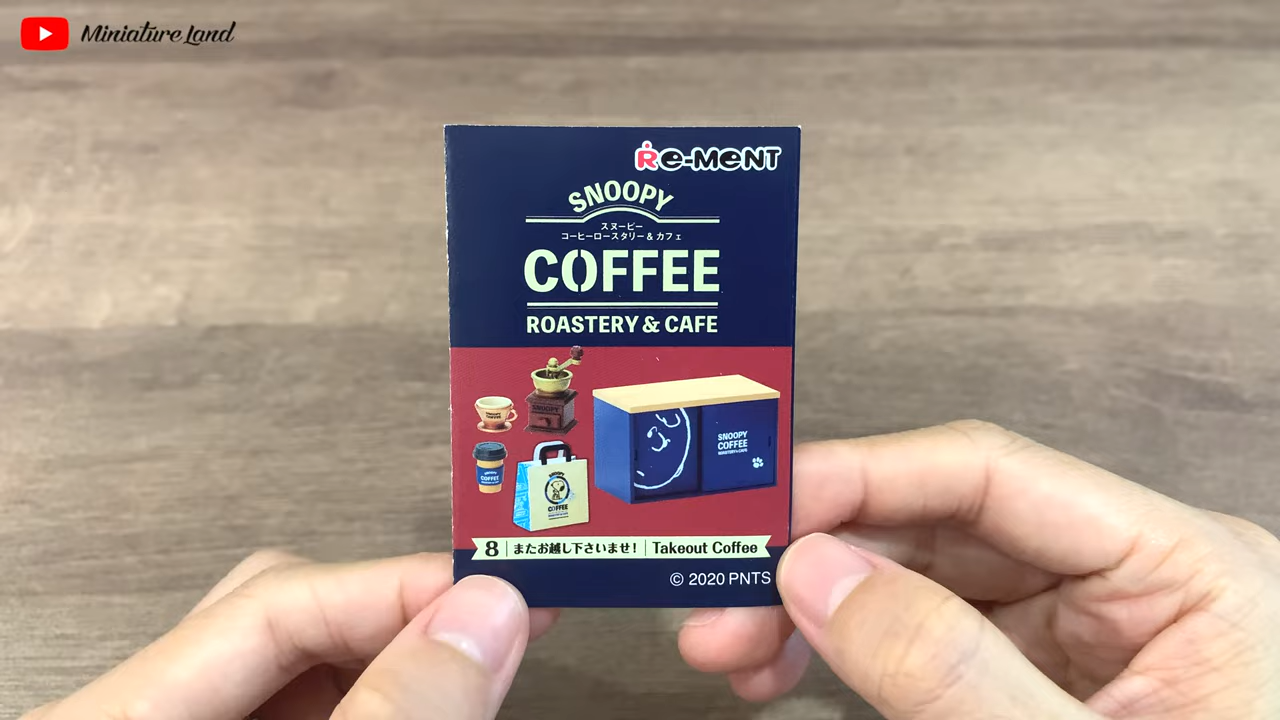 Miniature Land
Re-MeNT
SNOOPY
スヌーピー
コーヒーロースタリー & カフェ
COFFEE
ROASTERY & CAFE
SNOOPY
SNOOPY
COFFEE
COFFEE
SNOOPY
COFFEE
ROASTERY & CAFE
8 またお越し下さいませ! Takeout Coffee
© 2020 PNTS